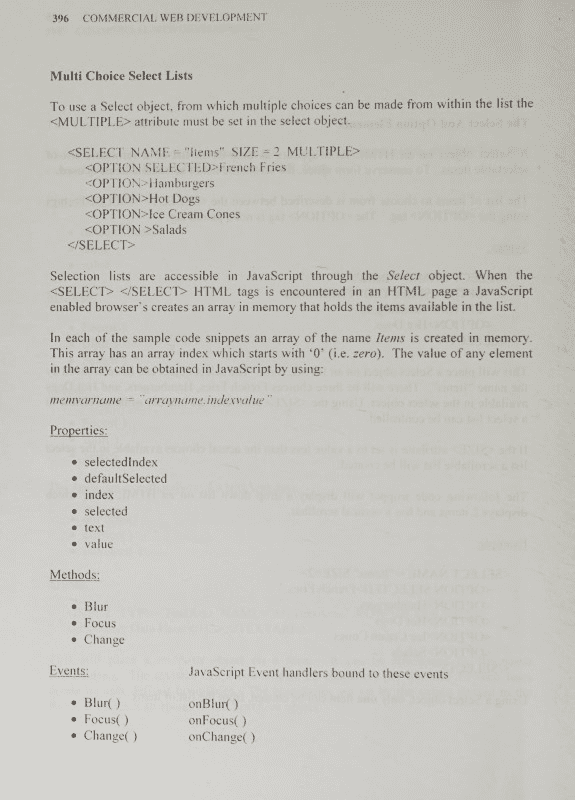 396 COMMERCIAL WEB DEVELOPMENT
Multi Choice Select Lists
To use a Select object, from which multiple choices can be made from within the list the
<MULTIPLE> attribute must be set in the select object.
<SELECT NAME = "Items" SIZE = 2 MULTIPLE>
<OPTION SELECTED>French Fries
<OPTION>Hamburgers
<OPTION>Hot Dogs
<OPTION>Ice Cream Cones
<OPTION >Salads
</SELECT>
Selection lists are accessible in JavaScript through the Select object. When the
<SELECT> </SELECT> HTML tags is encountered in an HTML page a JavaScript
enabled browser's creates an array in memory that holds the items available in the list.
In each of the sample code snippets an array of the name Items is created in memory.
This array has an array index which starts with '0' (i.e. zero). The value of any element
in the array can be obtained in JavaScript by using:
memvarname = "arrayname.indexvalue"
Properties:
• selectedIndex
• defaultSelected
• index
• selected
• text
• value
Methods:
• Blur
• Focus
• Change
Events: JavaScript Event handlers bound to these events
• Blur( ) onBlur( )
• Focus( ) onFocus( )
• Change( ) onChange( )